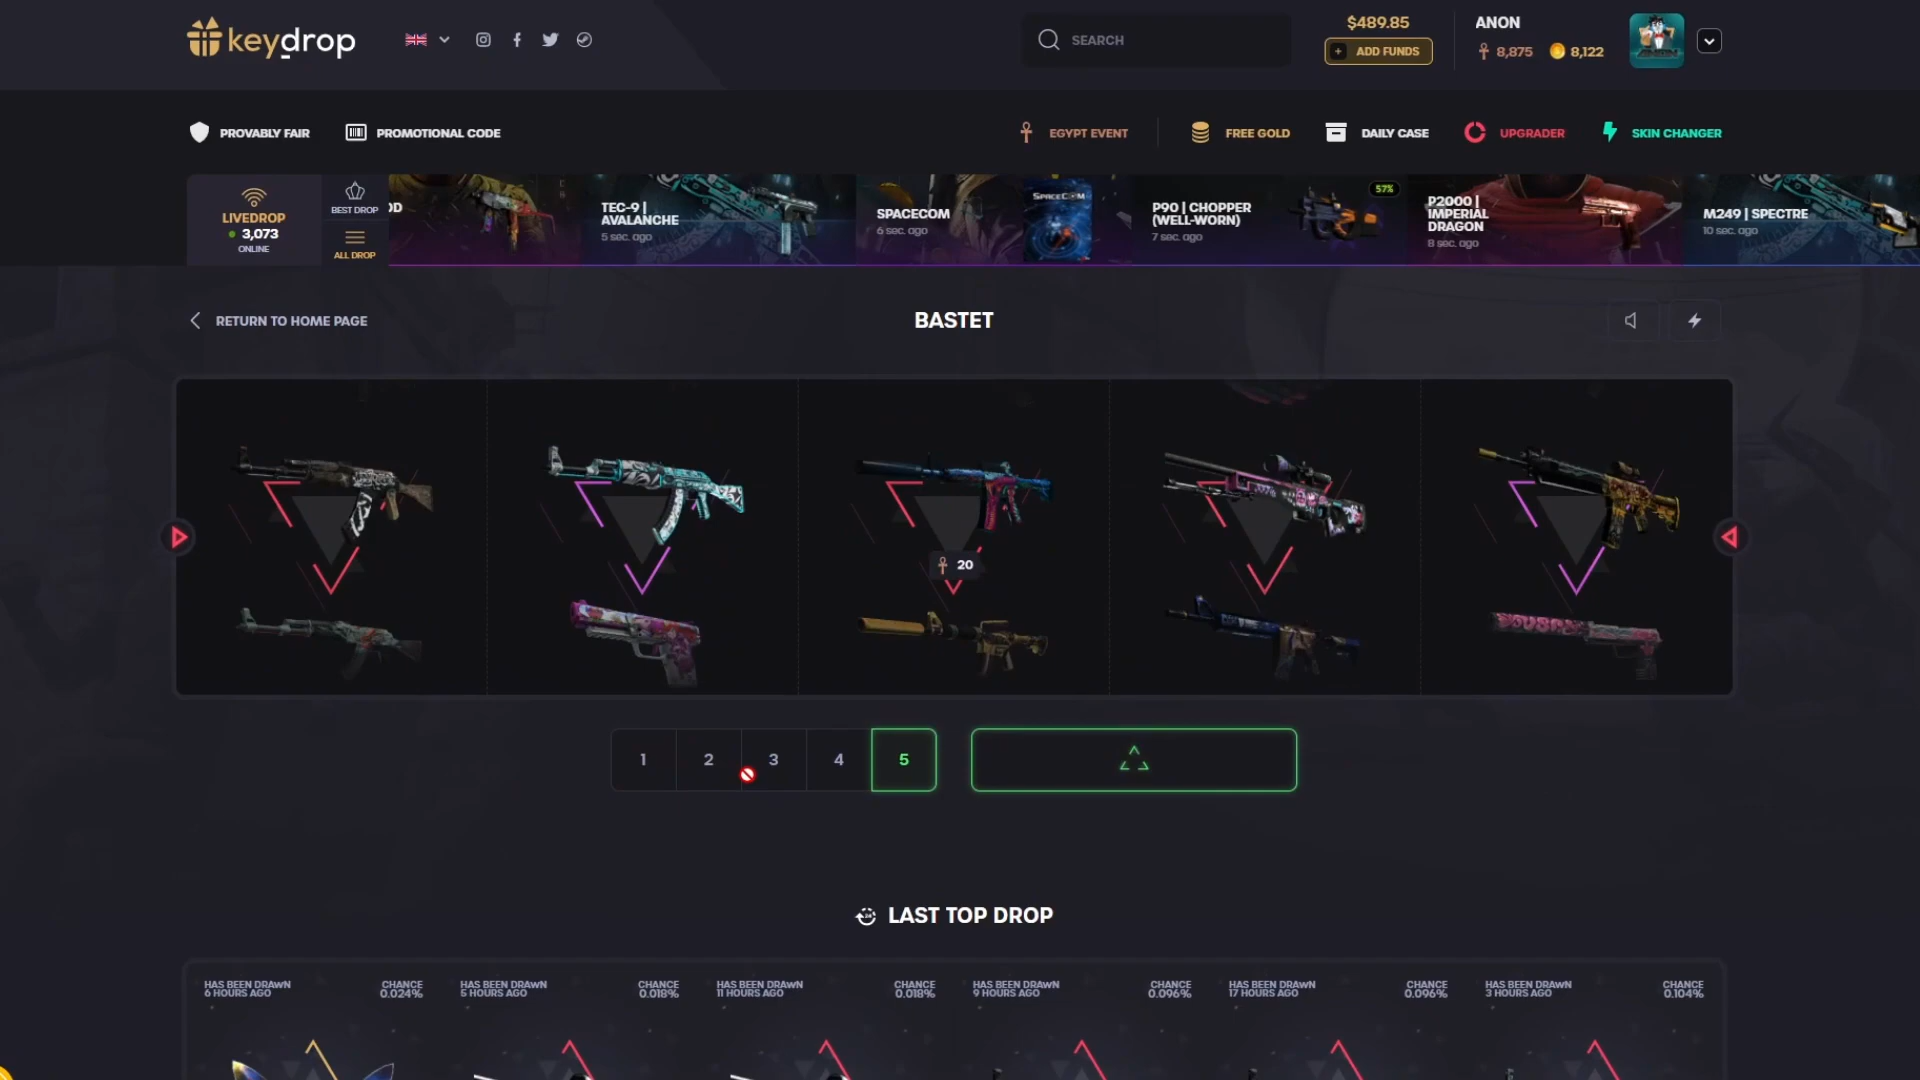 keydrop
SEARCH
$489.85
+ ADD FUNDS
ANON
8,875
8,122
PROVABLY FAIR
PROMOTIONAL CODE
EGYPT EVENT
FREE GOLD
DAILY CASE
UPGRADER
SKIN CHANGER
LIVEDROP
3,073
ONLINE
BEST DROP
ALL DROP
OD
TEC-9 |
AVALANCHE
5 sec. ago
SPACECOM
6 sec. ago
SPACECOM
P90 | CHOPPER
(WELL-WORN)
7 sec. ago
57%
P2000 |
IMPERIAL
DRAGON
8 sec. ago
M249 | SPECTRE
10 sec. ago
RETURN TO HOME PAGE
BASTET
20
1
2
3
4
5
LAST TOP DROP
HAS BEEN DRAWN
6 HOURS AGO
CHANCE
0.024%
HAS BEEN DRAWN
5 HOURS AGO
CHANCE
0.018%
HAS BEEN DRAWN
11 HOURS AGO
CHANCE
0.018%
HAS BEEN DRAWN
9 HOURS AGO
CHANCE
0.096%
HAS BEEN DRAWN
17 HOURS AGO
CHANCE
0.096%
HAS BEEN DRAWN
3 HOURS AGO
CHANCE
0.104%